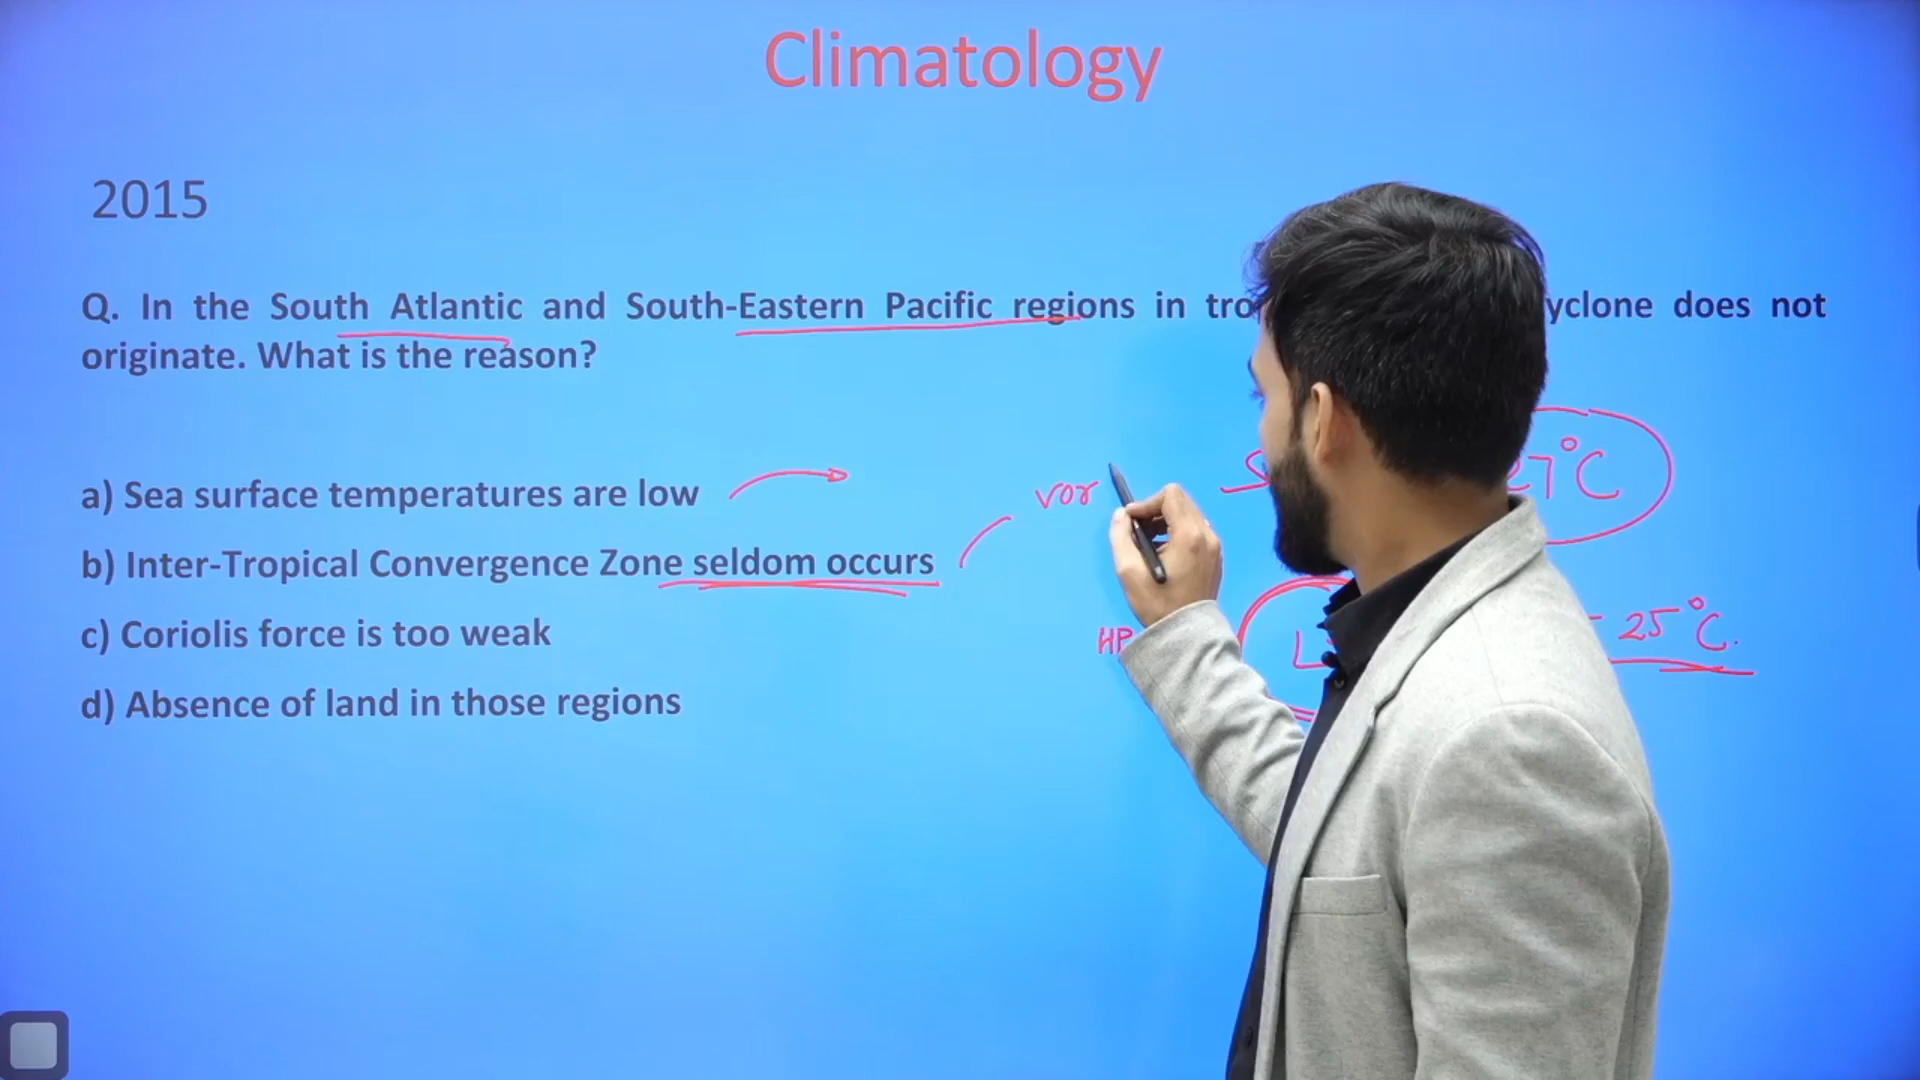 Climatology
2015
Q. In the South Atlantic and South-Eastern Pacific regions in does not
originate. What is the reason?
a) Sea surface temperatures are low
vor
27°C
b) Inter-Tropical Convergence Zone seldom occurs
c) Coriolis force is too weak
HP
L
25°C.
d) Absence of land in those regions